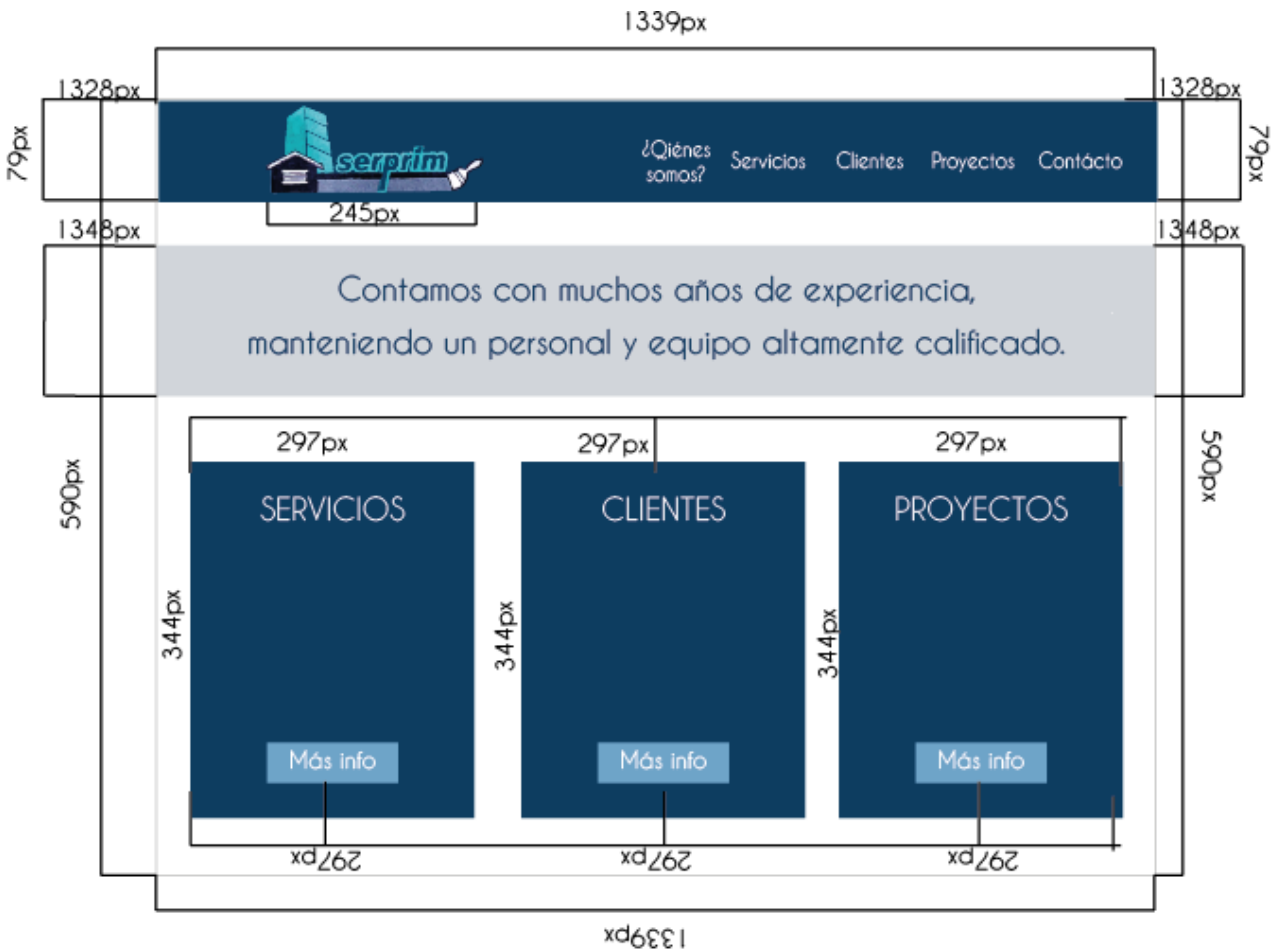 1339px
1328px
1328px
79px
79px
serprim
¿Qiénes
somos?
Servicios
Clientes
Proyectos
Contácto
245px
1348px
1348px
Contamos con muchos años de experiencia,
manteniendo un personal y equipo altamente calificado.
297px
297px
297px
590px
590px
SERVICIOS
CLIENTES
PROYECTOS
344px
344px
344px
Más info
Más info
Más info
297px
297px
297px
1339px